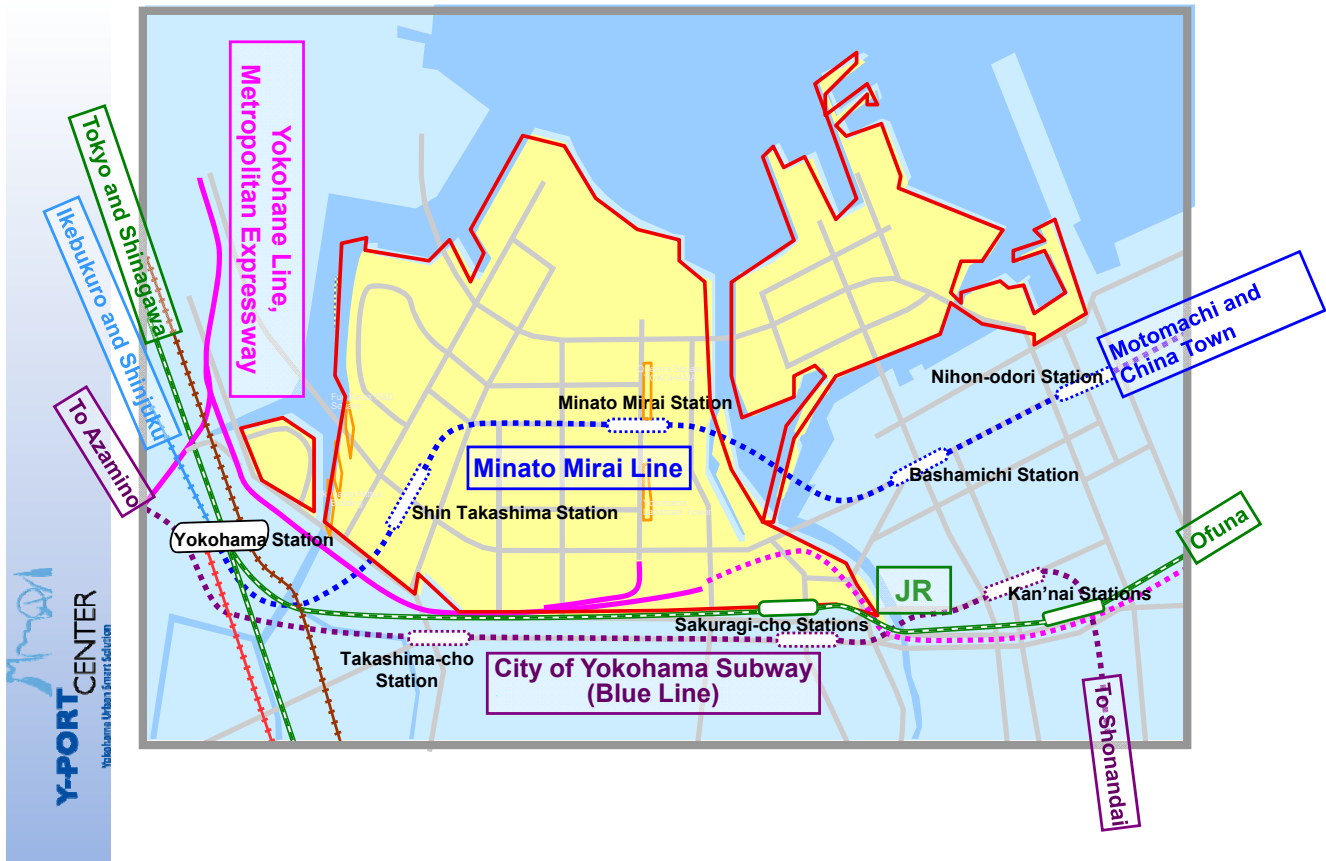 Yokohane Line,
Metropolitan Expressway
Tokyo and Shinagawa
Ikebukuro and Shinjuku
To Azamino
Motomachi and
China Town
Nihon-odori Station
Minato Mirai Station
Minato Mirai Line
Bashamichi Station
Shin Takashima Station
Yokohama Station
Ofuna
JR
Kan'nai Stations
Sakuragi-cho Stations
Takashima-cho
Station
City of Yokohama Subway
(Blue Line)
To Shonandai
Y-PORT
CENTER
Yokohama Urban Smart Solution